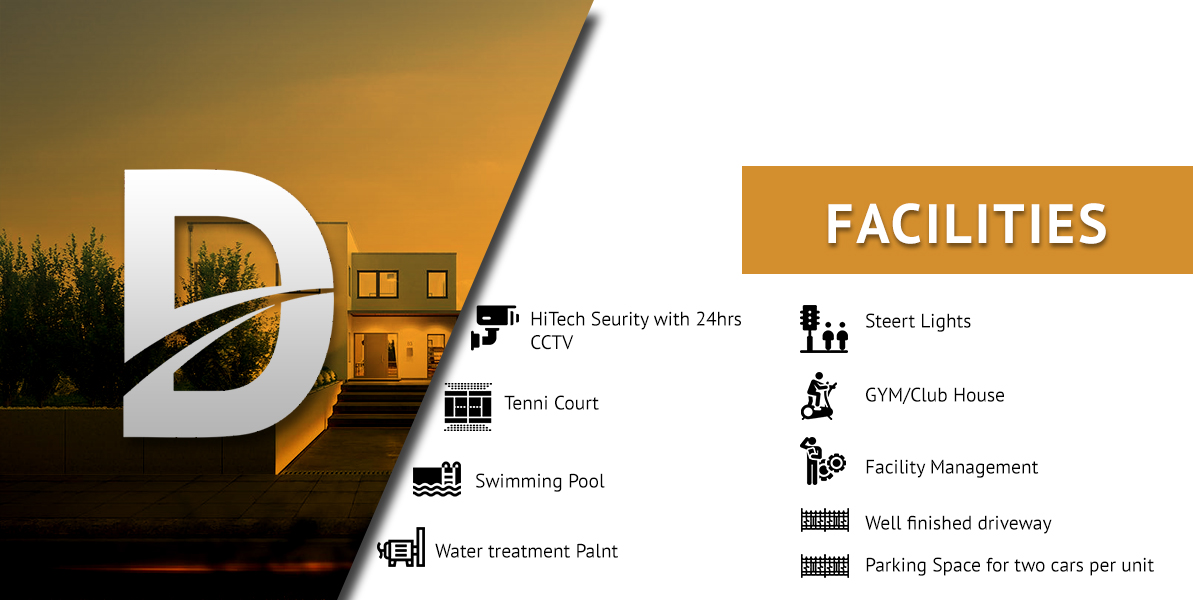 D
FACILITIES
HiTech Seurity with 24hrs
CCTV
Tenni Court
Swimming Pool
Water treatment Palnt
Steert Lights
GYM/Club House
Facility Management
Well finished driveway
Parking Space for two cars per unit